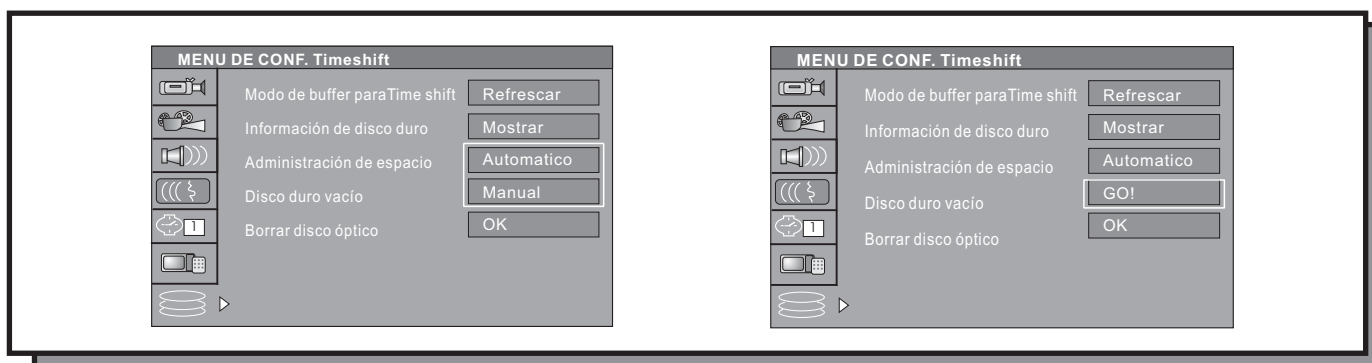 MENU DE CONF. Timeshift
Modo de buffer paraTime shift Refrescar
Información de disco duro Mostrar
Administración de espacio Automatico
Disco duro vacío Manual
Borrar disco óptico OK
1
MENU DE CONF. Timeshift
Modo de buffer paraTime shift Refrescar
Información de disco duro Mostrar
Administración de espacio Automatico
Disco duro vacío GO!
Borrar disco óptico OK
1